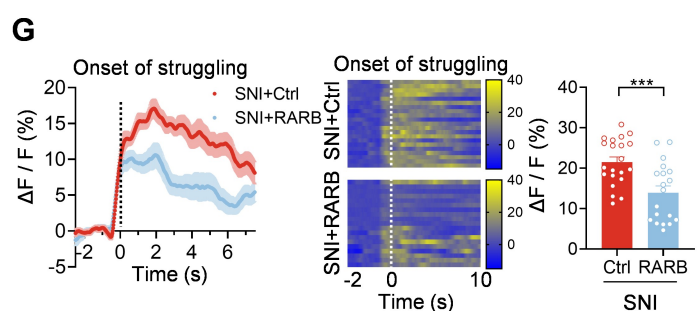 G
Onset of struggling
SNI+Ctrl
SNI+RARB
ΔF / F (%)
20
15
10
5
0
-5
-2 0 2 4 6
Time (s)
Onset of struggling
SNI+Ctrl
40
20
0
SNI+RARB
40
20
0
-2 0 10
Time (s)
ΔF / F (%)
40
30
20
10
0
***
Ctrl RARB
SNI